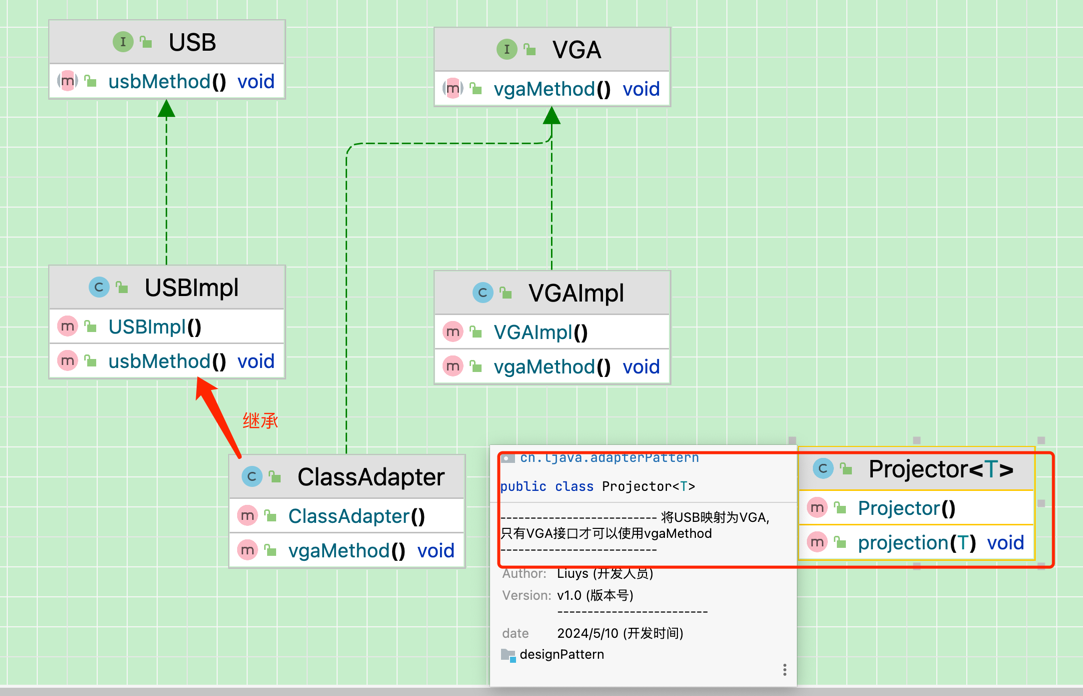 I USB
m usbMethod() void
I VGA
m vgaMethod() void
C USBImpl
m USBImpl()
m usbMethod() void
C VGAImpl
m VGAImpl()
m vgaMethod() void
继承
C ClassAdapter
m ClassAdapter()
m vgaMethod() void
cn.ljava.adapterPattern
public class Projector<T>
------------------------- 将USB映射为VGA,
只有VGA接口才可以使用vgaMethod
-------------------------
Author: Liuys (开发人员)
Version: v1.0 (版本号)
-------------------------
date 2024/5/10 (开发时间)
designPattern
C Projector<T>
m Projector()
m projection(T) void